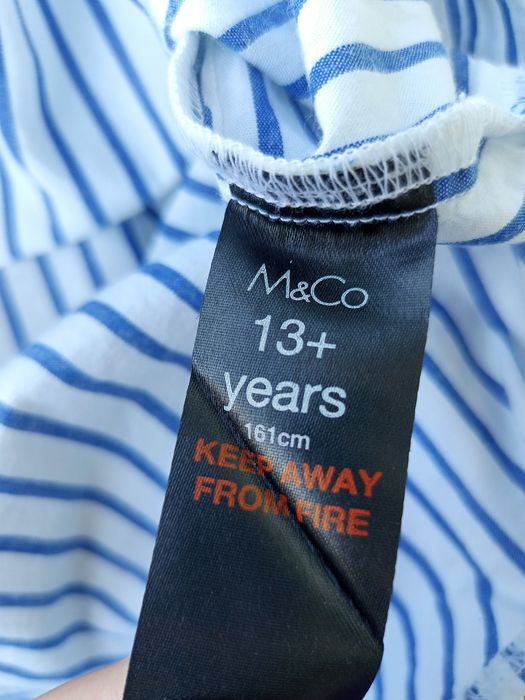 M&Co
13+
years
161cm
KEEP AWAY
FROM FIRE